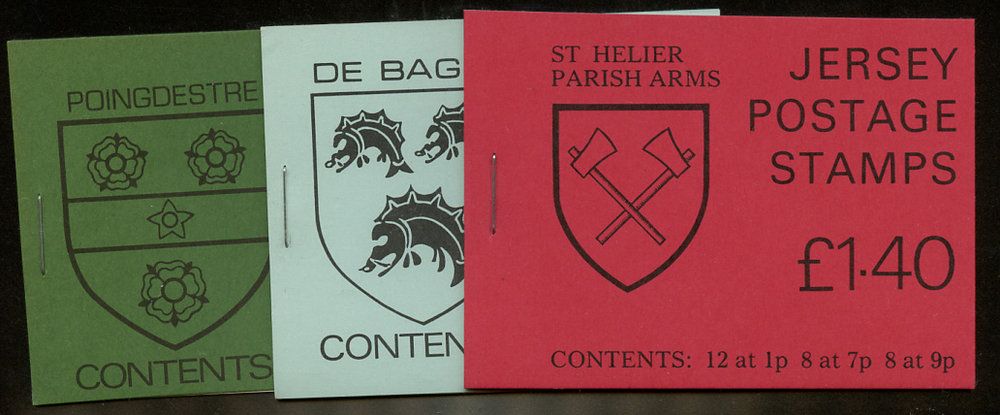 POINGDESTRE
CONTENTS
DE BAG
CONTEN
ST HELIER
PARISH ARMS
JERSEY
POSTAGE
STAMPS
£1·40
CONTENTS: 12 at 1p 8 at 7p 8 at 9p